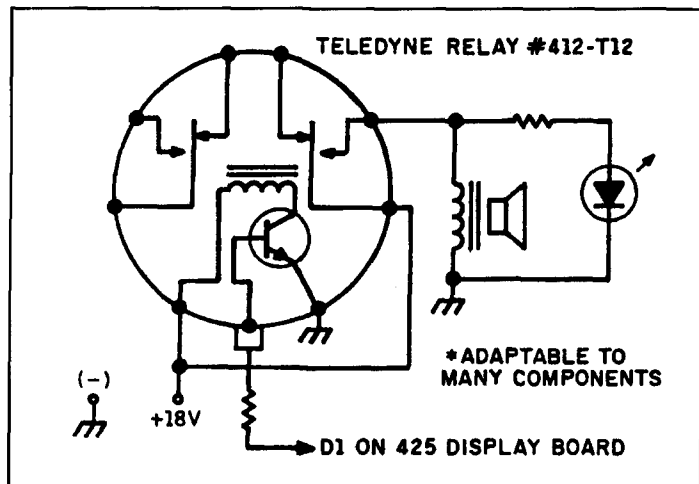 TELEDYNE RELAY #412-T12
*ADAPTABLE TO
MANY COMPONENTS
(-)
+18V
D1 ON 425 DISPLAY BOARD